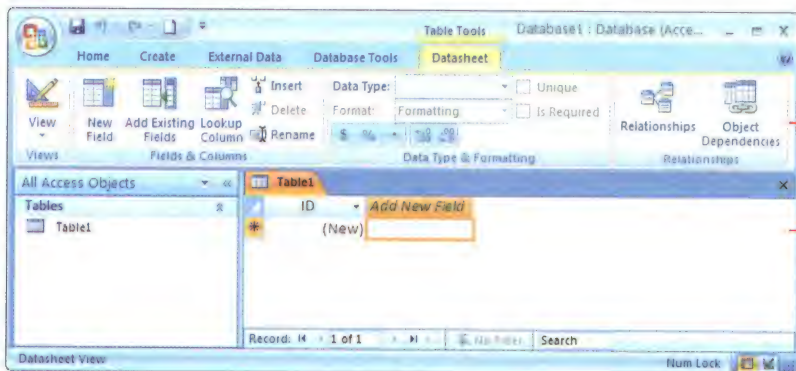 Table Tools Database1 : Database (Acce...
Home Create External Data Database Tools Datasheet
View
New Field
Add Existing Fields
Lookup Column
Insert
Delete
Rename
Data Type:
Format: Formatting
$ %
Unique
Is Required
Relationships
Object Dependencies
Views Fields & Columns Data Type & Formatting Relationships
All Access Objects
Tables
Table1
Table1
ID Add New Field
(New)
Record: 1 of 1 No Filter Search
Datasheet View Num Lock